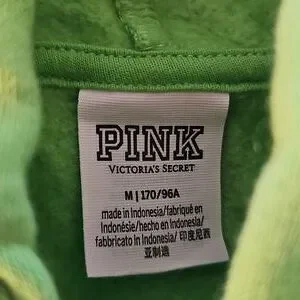 PINK
VICTORIA'S SECRET
M | 170/96A
made in Indonesia/fabriqué en
Indonésie/hecho en Indonesia/
fabbricato in Indonesia/ 印度尼西
亚制造